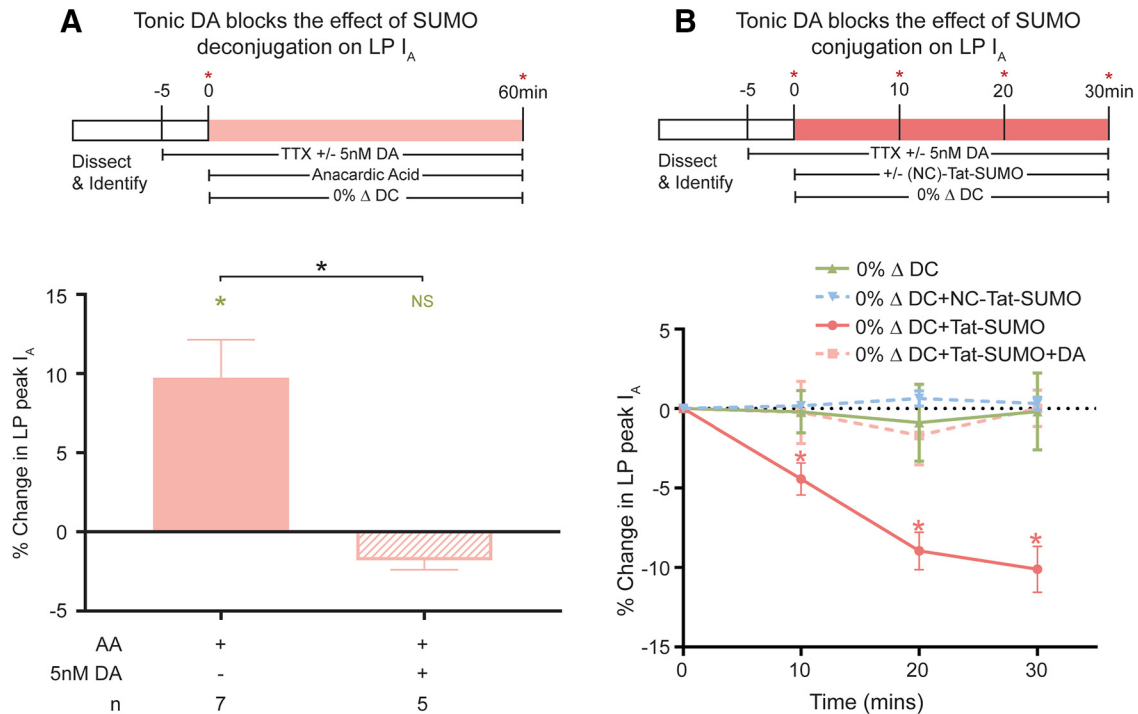 A
Tonic DA blocks the effect of SUMO
deconjugation on LP I_A
*
*
-5
0
60min
Dissect
& Identify
TTX +/- 5nM DA
Anacardic Acid
0% Δ DC
*
*
NS
% Change in LP peak I_A
15
10
5
0
-5
AA
+
+
5nM DA
-
+
n
7
5
B
Tonic DA blocks the effect of SUMO
conjugation on LP I_A
*
*
*
*
-5
0
10
20
30min
Dissect
& Identify
TTX +/- 5nM DA
+/- (NC)-Tat-SUMO
0% Δ DC
0% Δ DC
0% Δ DC+NC-Tat-SUMO
0% Δ DC+Tat-SUMO
0% Δ DC+Tat-SUMO+DA
% Change in LP peak I_A
5
0
-5
-10
-15
*
*
*
0
10
20
30
Time (mins)